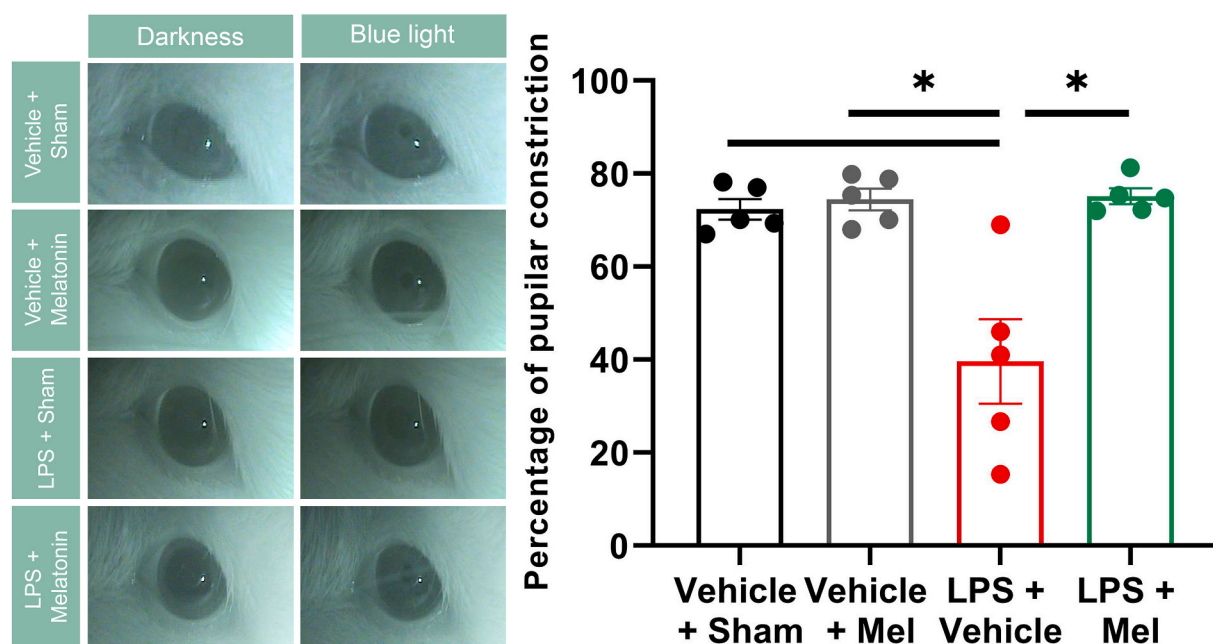 Darkness
Blue light
Vehicle +
Sham
Vehicle +
Melatonin
LPS + Sham
LPS +
Melatonin
Percentage of pupilar constriction
100
80
60
40
20
0
*
*
Vehicle
+ Sham
Vehicle
+ Mel
LPS +
Vehicle
LPS +
Mel